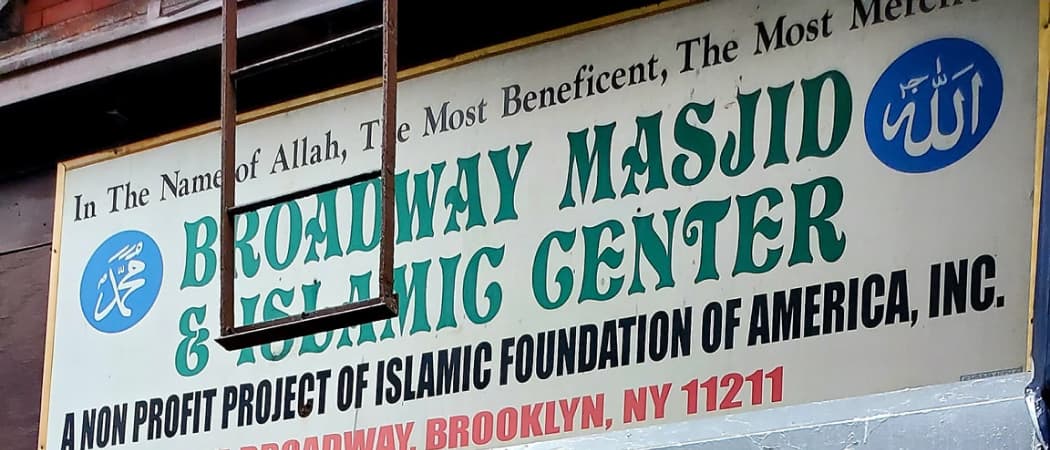 In The Name of Allah, The Most Beneficent, The Most
الله
BROADWAY MASJID
محمد
& ISLAMIC CENTER
A NON PROFIT PROJECT OF ISLAMIC FOUNDATION OF AMERICA, INC.
BROADWAY, BROOKLYN, NY 11211